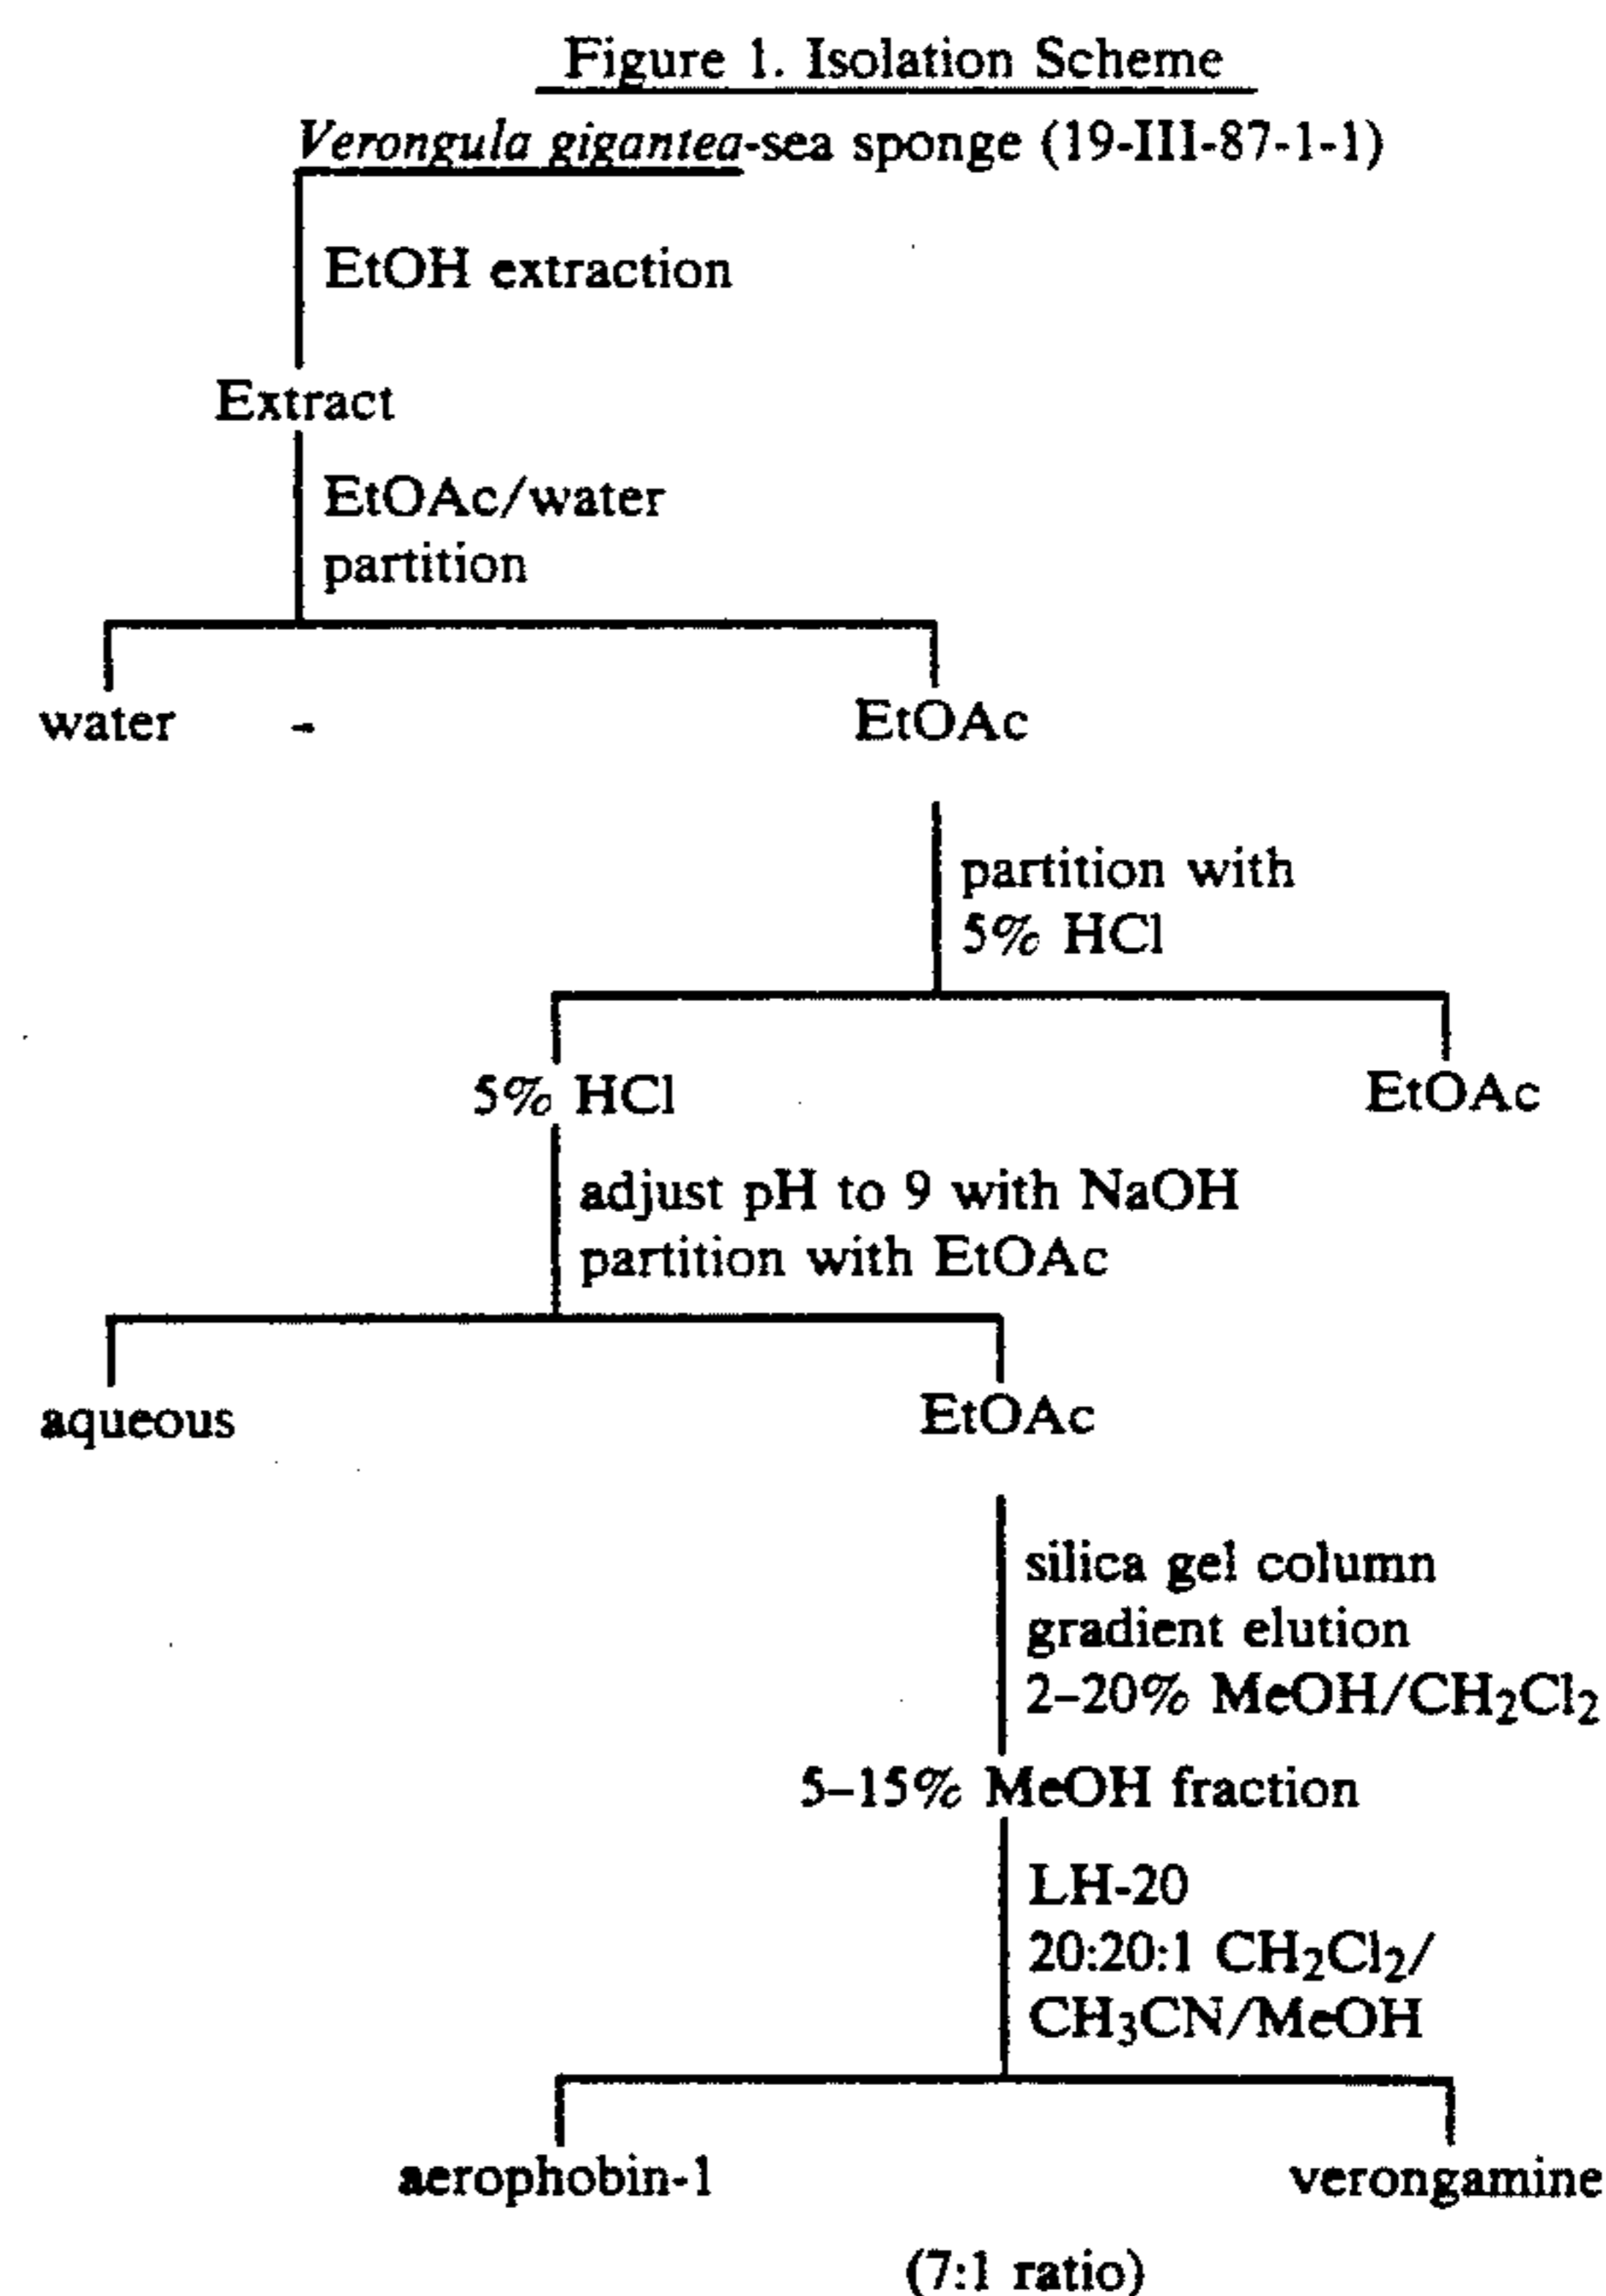 Figure 1. Isolation Scheme
Verongula gigantea-sea sponge (19-III-87-1-1)
EtOH extraction
Extract
EtOAc/water
partition
water - EtOAc
partition with
5% HCl
5% HCl EtOAc
adjust pH to 9 with NaOH
partition with EtOAc
aqueous EtOAc
silica gel column
gradient elution
2–20% MeOH/CH₂Cl₂
5–15% MeOH fraction
LH-20
20:20:1 CH₂Cl₂/
CH₃CN/MeOH
aerophobin-1 verongamine
(7:1 ratio)